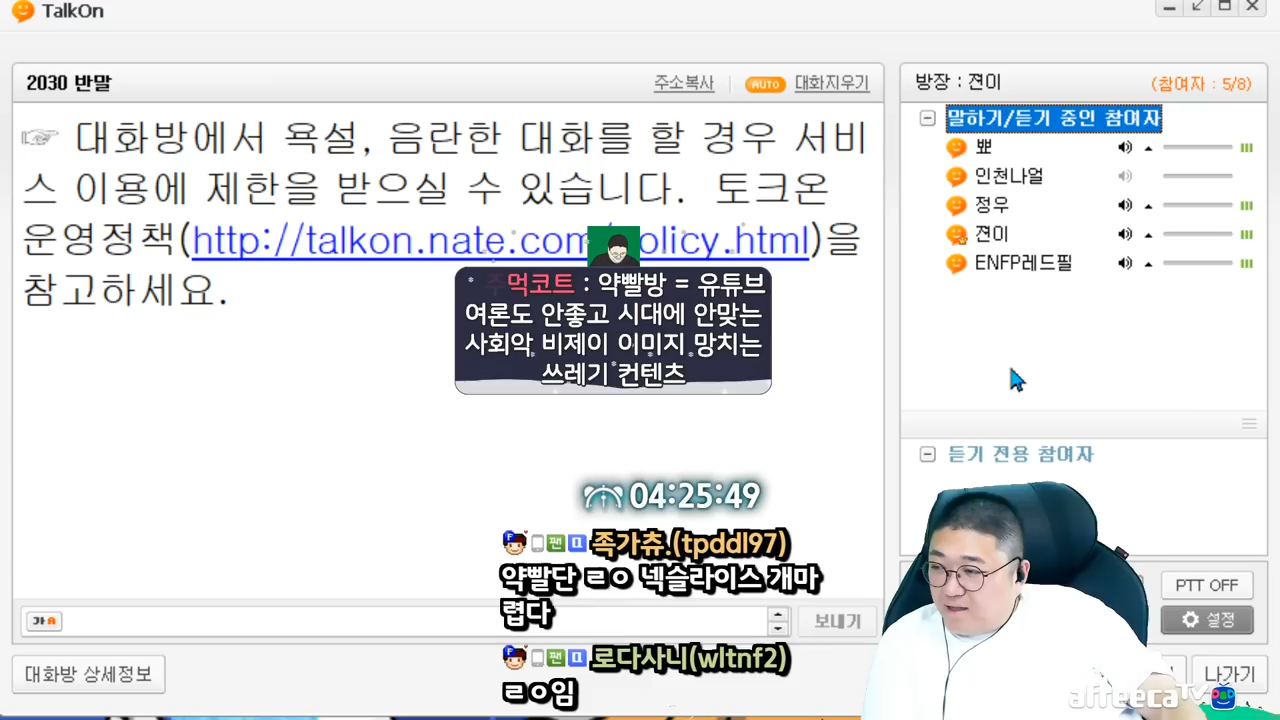 TalkOn
2030 반말
주소복사
AUTO
대화지우기
☞ 대화방에서 욕설, 음란한 대화를 할 경우 서비
스 이용에 제한을 받으실 수 있습니다. 토크온
운영정책(http://talkon.nate.com/policy.html)을
참고하세요.
주먹코트 : 약빨방 = 유튜브
여론도 안좋고 시대에 안맞는
사회악 비제이 이미지 망치는
쓰레기 컨텐츠
04:25:49
족가츄.(tpddl97)
약빨단 ㄹㅇ 넥슬라이스 개마
렵다
로다사니(wltnf2)
ㄹㅇ임
가
보내기
대화방 상세정보
방장 : 젼이
(참여자 : 5/8)
말하기/듣기 중인 참여자
뾰
인천나얼
정우
젼이
ENFP레드필
듣기 전용 참여자
PTT OFF
설정
나가기
afreecaTV